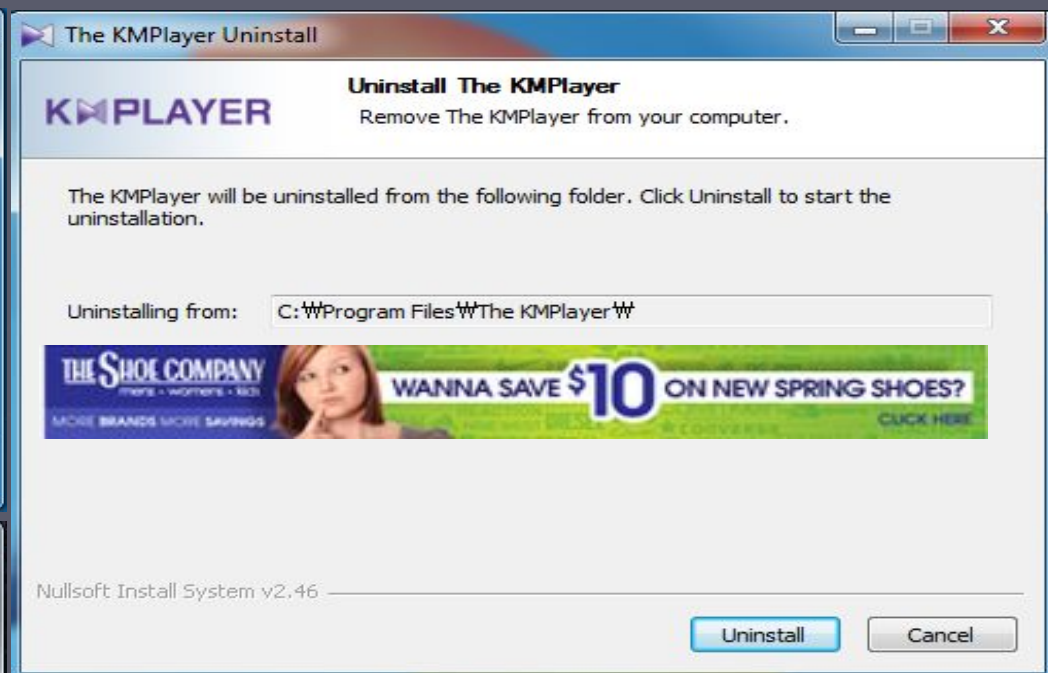 The KMPlayer Uninstall
KMPLAYER
Uninstall The KMPlayer
Remove The KMPlayer from your computer.
The KMPlayer will be uninstalled from the following folder. Click Uninstall to start the
uninstallation.
Uninstalling from: C:₩Program Files₩The KMPlayer₩
THE SHOE COMPANY
mens - womens - kids
MORE BRANDS MORE SAVINGS
WANNA SAVE $10 ON NEW SPRING SHOES?
CLICK HERE
Nullsoft Install System v2.46
Uninstall Cancel